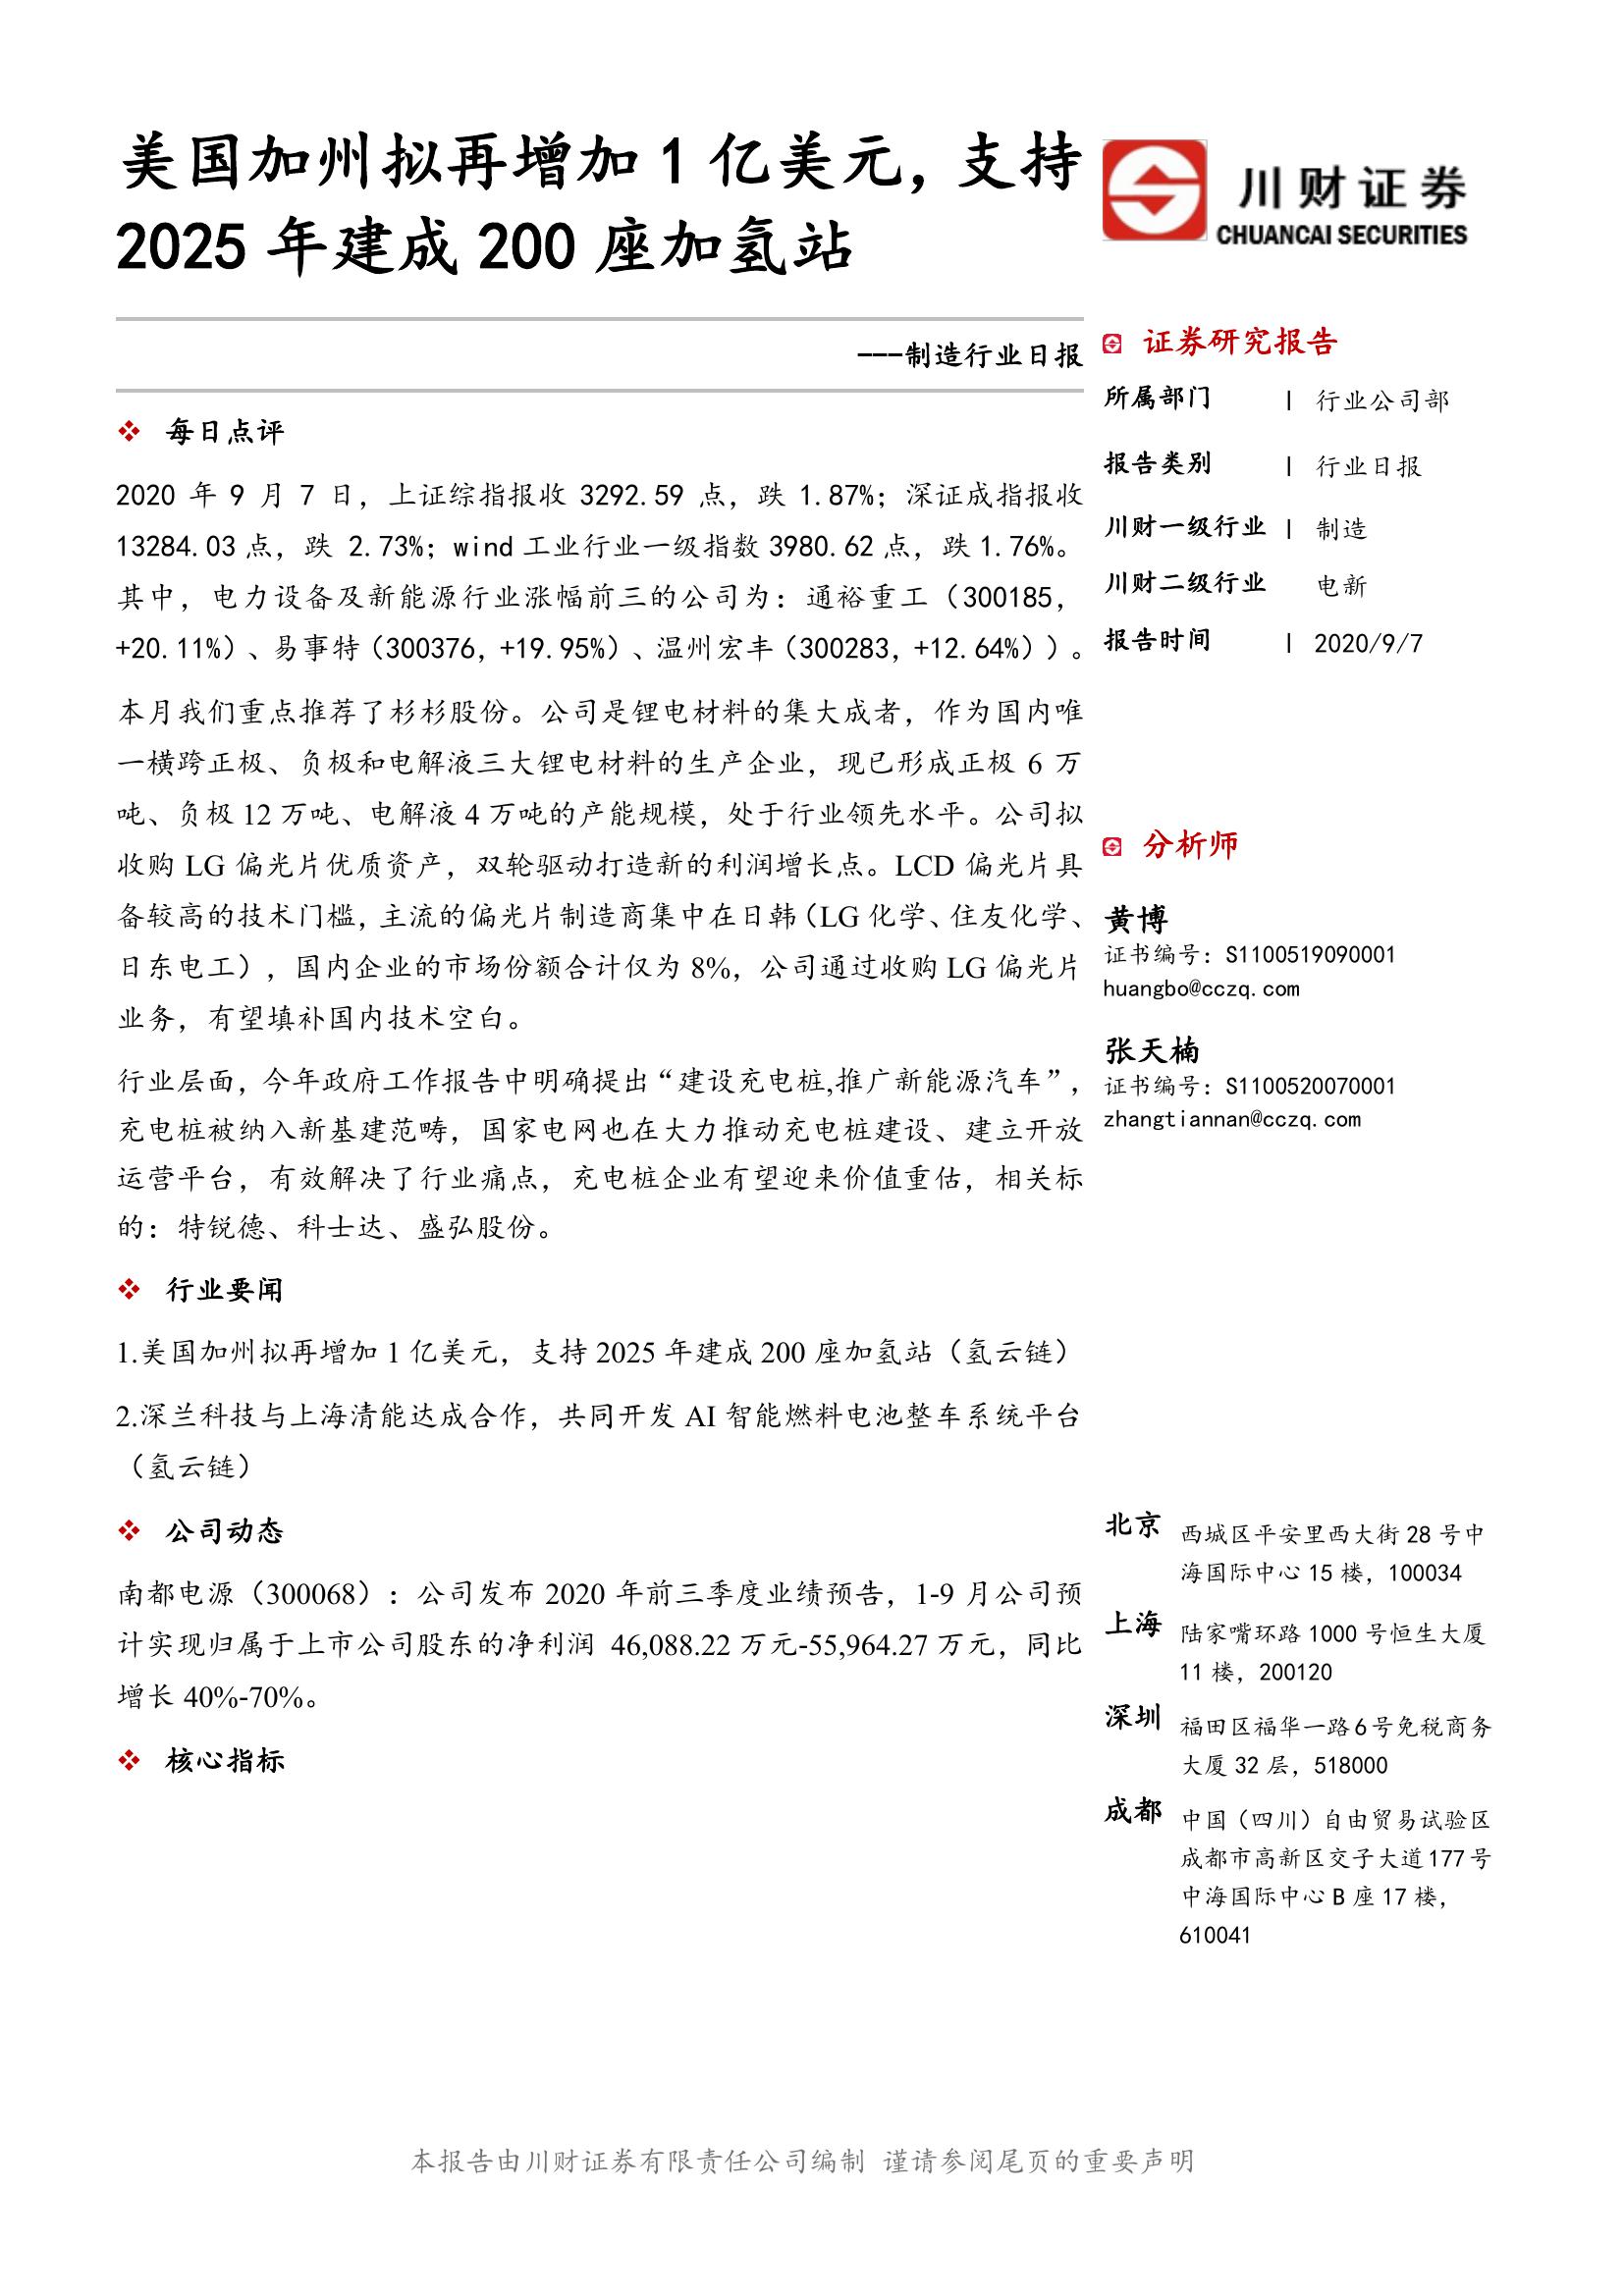 美国加州拟再增加 1 亿美元，支持
2025 年建成 200 座加氢站
---制造行业日报
每日点评
2020 年 9 月 7 日，上证综指报收 3292.59 点，跌 1.87%；深证成指报收
13284.03 点，跌 2.73%；wind 工业行业一级指数 3980.62 点，跌 1.76%。
其中，电力设备及新能源行业涨幅前三的公司为：通裕重工（300185，
+20.11%）、易事特（300376，+19.95%）、温州宏丰（300283，+12.64%））。
本月我们重点推荐了杉杉股份。公司是锂电材料的集大成者，作为国内唯
一横跨正极、负极和电解液三大锂电材料的生产企业，现已形成正极 6 万
吨、负极 12 万吨、电解液 4 万吨的产能规模，处于行业领先水平。公司拟
收购 LG 偏光片优质资产，双轮驱动打造新的利润增长点。LCD 偏光片具
备较高的技术门槛，主流的偏光片制造商集中在日韩（LG 化学、住友化学、
日东电工），国内企业的市场份额合计仅为 8%，公司通过收购 LG 偏光片
业务，有望填补国内技术空白。
行业层面，今年政府工作报告中明确提出“建设充电桩,推广新能源汽车”，
充电桩被纳入新基建范畴，国家电网也在大力推动充电桩建设、建立开放
运营平台，有效解决了行业痛点，充电桩企业有望迎来价值重估，相关标
的：特锐德、科士达、盛弘股份。
行业要闻
1.美国加州拟再增加 1 亿美元，支持 2025 年建成 200 座加氢站（氢云链）
2.深兰科技与上海清能达成合作，共同开发 AI 智能燃料电池整车系统平台
（氢云链）
公司动态
南都电源（300068）：公司发布 2020 年前三季度业绩预告，1-9 月公司预
计实现归属于上市公司股东的净利润 46,088.22 万元-55,964.27 万元，同比
增长 40%-70%。
核心指标
川财证券
CHUANCAI SECURITIES
证券研究报告
所属部门 | 行业公司部
报告类别 | 行业日报
川财一级行业 | 制造
川财二级行业 电新
报告时间 | 2020/9/7
分析师
黄博
证书编号：S1100519090001
huangbo@cczq.com
张天楠
证书编号：S1100520070001
zhangtiannan@cczq.com
北京 西城区平安里西大街 28 号中
海国际中心 15 楼，100034
上海 陆家嘴环路 1000 号恒生大厦
11 楼，200120
深圳 福田区福华一路 6 号免税商务
大厦 32 层，518000
成都 中国（四川）自由贸易试验区
成都市高新区交子大道 177 号
中海国际中心 B 座 17 楼，
610041
本报告由川财证券有限责任公司编制 谨请参阅尾页的重要声明